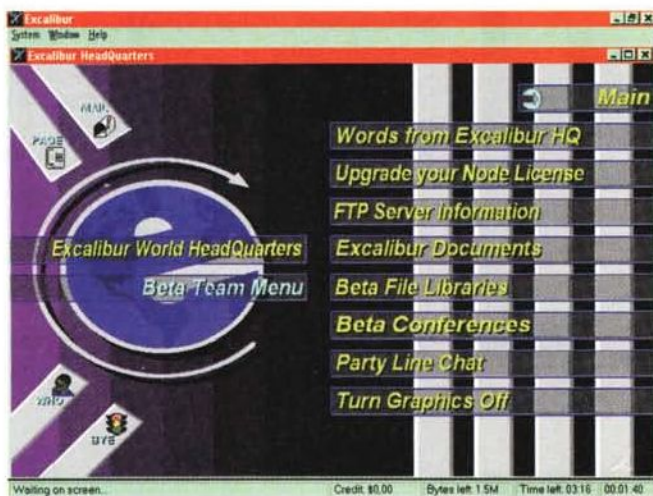 Excalibur
System Window Help
Excalibur HeadQuarters
MAIL
PAGE
Main
Words from Excalibur HQ
Upgrade your Node License
FTP Server Information
Excalibur World HeadQuarters
Excalibur Documents
Beta Team Menu
Beta File Libraries
Beta Conferences
Party Line Chat
Turn Graphics Off
WHO
BYE
Waiting on screen...
Credit: $0,00
Bytes left: 1.5M
Time left: 03:16
00:01:40